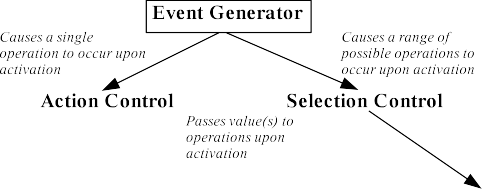 Event Generator
Causes a single
operation to occur upon
activation
Causes a range of
possible operations to
occur upon activation
Action Control
Selection Control
Passes value(s) to
operations upon
activation